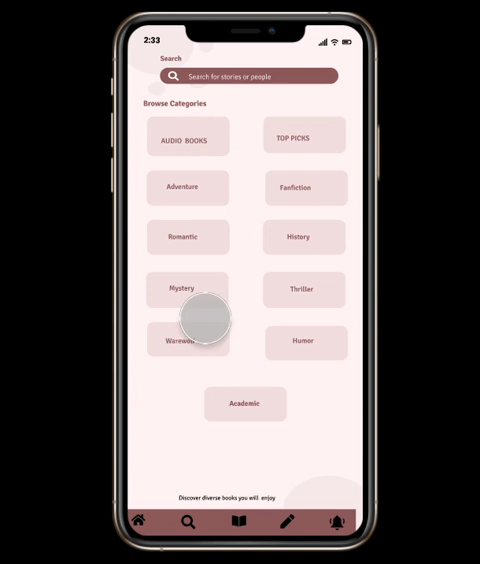 2:33
Search
Search for stories or people
Browse Categories
AUDIO BOOKS
TOP PICKS
Adventure
Fanfiction
Romantic
History
Mystery
Thriller
Humor
Academic
Discover diverse books you will enjoy